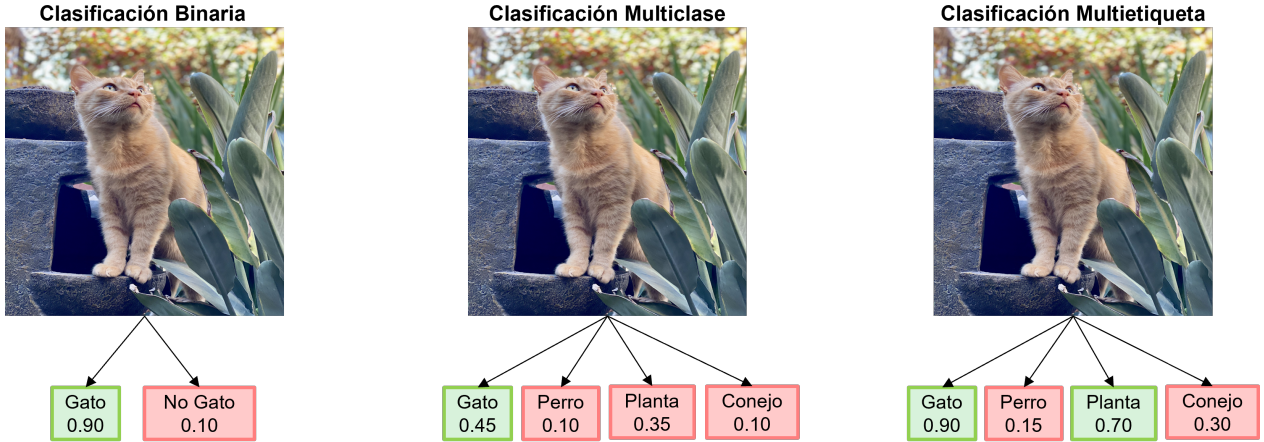 Clasificación Binaria
Gato
0.90
No Gato
0.10
Clasificación Multiclase
Gato
0.45
Perro
0.10
Planta
0.35
Conejo
0.10
Clasificación Multietiqueta
Gato
0.90
Perro
0.15
Planta
0.70
Conejo
0.30